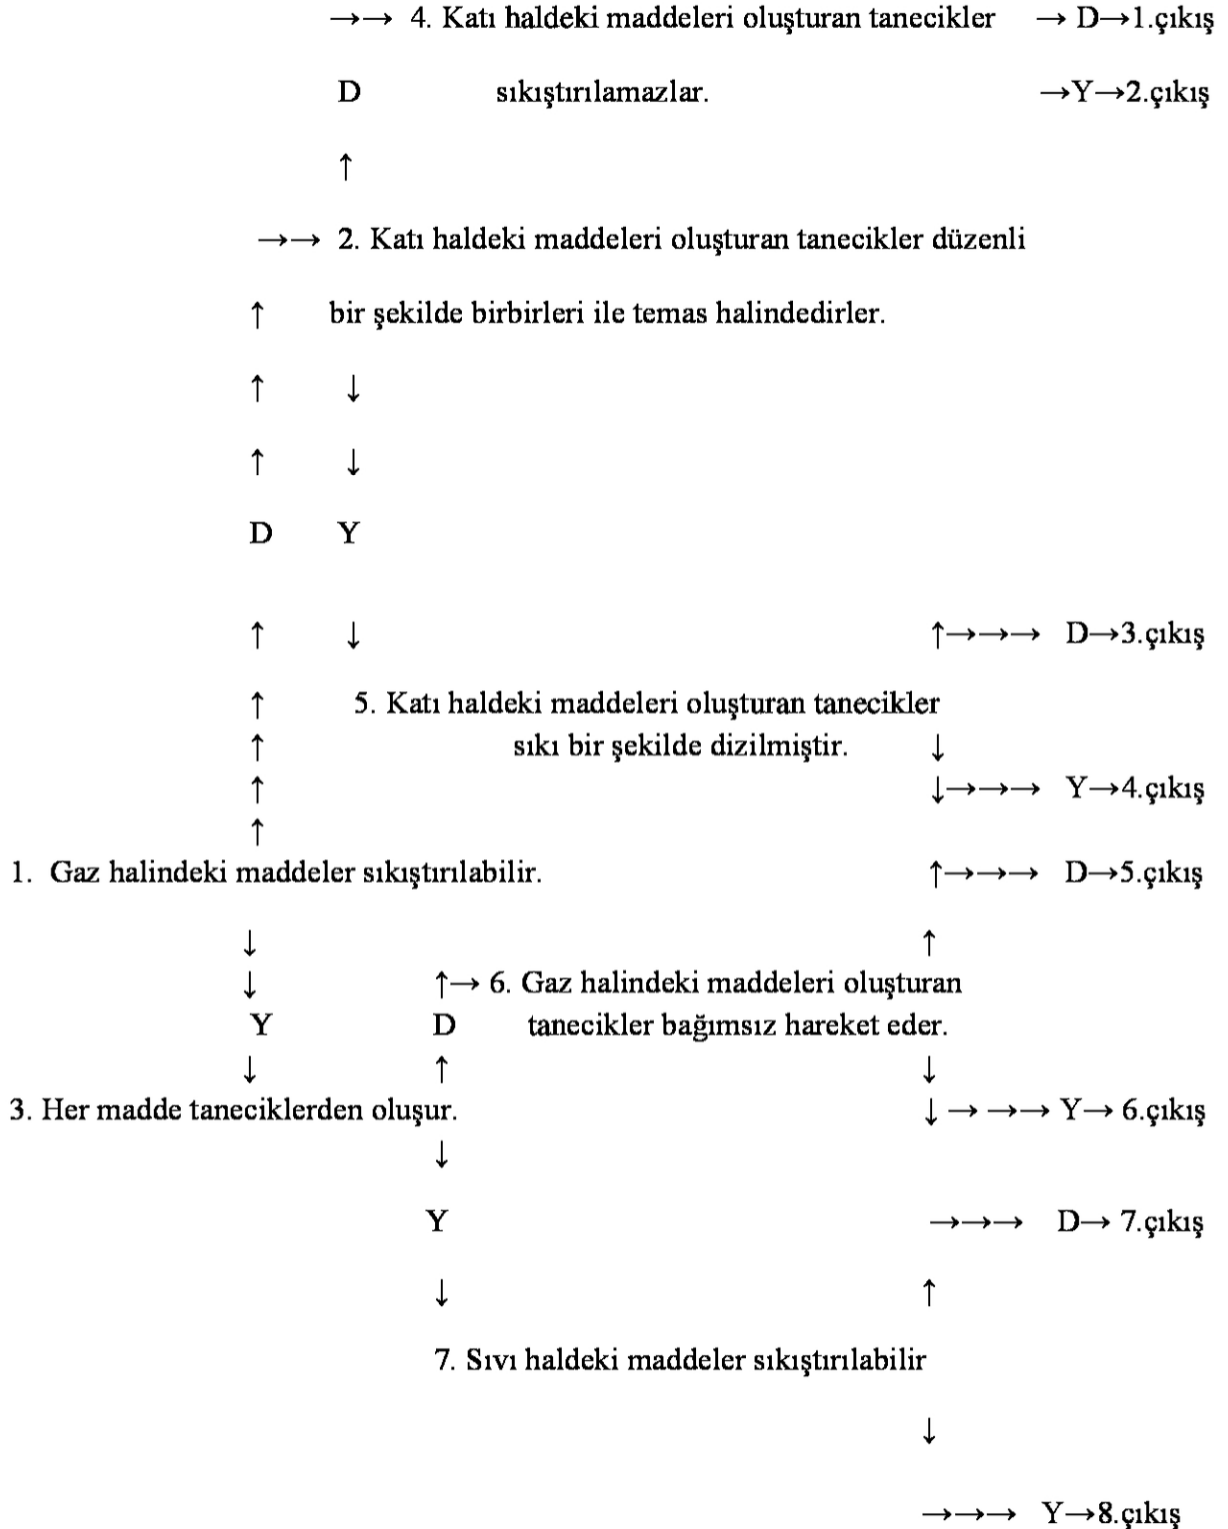 →→ 4. Katı haldeki maddeleri oluşturan tanecikler → D→1.çıkış
D sıkıştırılamazlar. →Y→2.çıkış
↑
→→ 2. Katı haldeki maddeleri oluşturan tanecikler düzenli
↑ bir şekilde birbirleri ile temas halindedirler.
↑ ↓
↑ ↓
D Y
↑ ↓ ↑→→→ D→3.çıkış
↑ 5. Katı haldeki maddeleri oluşturan tanecikler
↑ sıkı bir şekilde dizilmiştir. ↓
↑ ↓→→→ Y→4.çıkış
↑
1. Gaz halindeki maddeler sıkıştırılabilir. ↑→→→ D→5.çıkış
↓ ↑
↓ ↑→ 6. Gaz halindeki maddeleri oluşturan
Y D tanecikler bağımsız hareket eder.
↓ ↑ ↓
3. Her madde taneciklerden oluşur. ↓ → →→ Y→ 6.çıkış
↓
Y →→→ D→ 7.çıkış
↓ ↑
7. Sıvı haldeki maddeler sıkıştırılabilir
↓
→→→ Y→8.çıkış